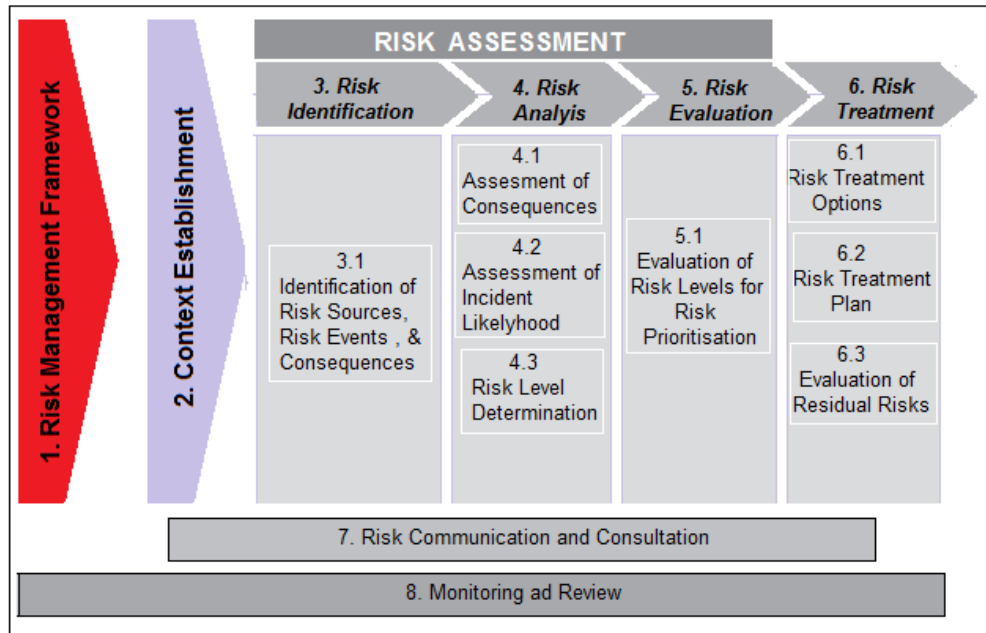 1. Risk Management Framework
2. Context Establishment
RISK ASSESSMENT
3. Risk
Identification
4. Risk
Analyis
5. Risk
Evaluation
6. Risk
Treatment
3.1
Identification of
Risk Sources,
Risk Events , &
Consequences
4.1
Assesment of
Consequences
4.2
Assessment of
Incident
Likelyhood
4.3
Risk Level
Determination
5.1
Evaluation of
Risk Levels for
Risk
Prioritisation
6.1
Risk Treatment
Options
6.2
Risk Treatment
Plan
6.3
Evaluation of
Residual Risks
7. Risk Communication and Consultation
8. Monitoring ad Review